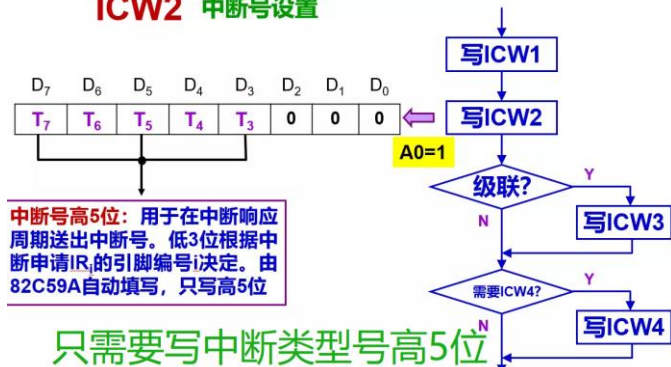 ICW2 中断号设置
D7 D6 D5 D4 D3 D2 D1 D0
T7 T6 T5 T4 T3 0 0 0
A0=1
中断号高5位：用于在中断响应
周期送出中断号。低3位根据中
断申请IRi的引脚编号i决定。由
82C59A自动填写，只写高5位
只需要写中断类型号高5位
写ICW1
写ICW2
级联?
Y
N
写ICW3
需要ICW4?
Y
N
写ICW4